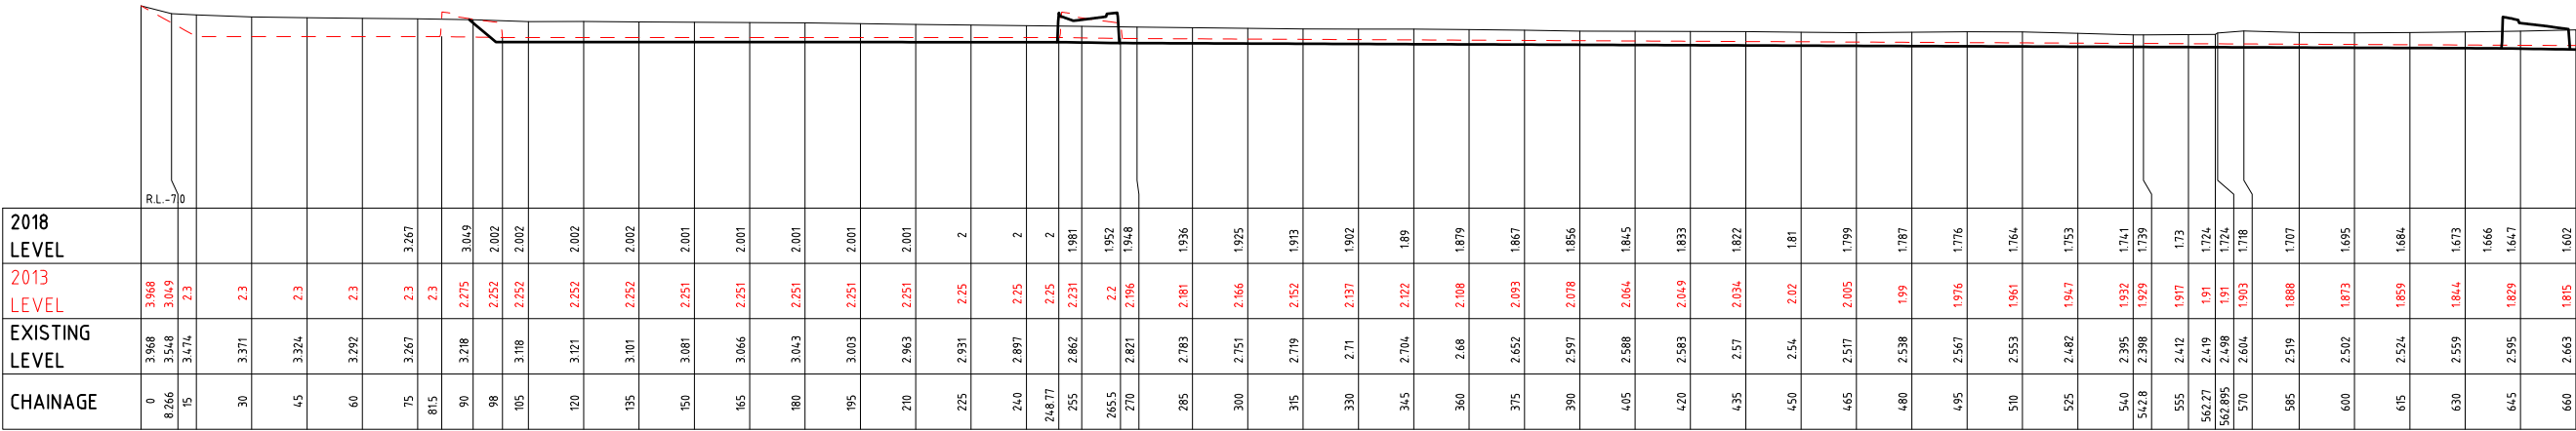 R.L.-7.0
2018
LEVEL
3.267 3.049 2.002 2.002 2.002 2.002 2.001 2.001 2.001 2.001 2.001 2 2 2 1.981 1.952 1.948 1.936 1.925 1.913 1.902 1.89 1.879 1.867 1.856 1.845 1.833 1.822 1.81 1.799 1.787 1.776 1.764 1.753 1.741 1.739 1.73 1.724 1.724 1.718 1.707 1.695 1.684 1.673 1.666 1.647 1.602
2013
LEVEL
3.968 3.049 2.3 2.3 2.3 2.3 2.3 2.3 2.275 2.252 2.252 2.252 2.252 2.251 2.251 2.251 2.251 2.251 2.25 2.25 2.25 2.231 2.2 2.196 2.181 2.166 2.152 2.137 2.122 2.108 2.093 2.078 2.064 2.049 2.034 2.02 2.005 1.99 1.976 1.961 1.947 1.932 1.929 1.917 1.91 1.91 1.903 1.888 1.873 1.859 1.844 1.829 1.815
EXISTING
LEVEL
3.968 3.548 3.474 3.371 3.324 3.292 3.267 3.218 3.118 3.121 3.101 3.081 3.066 3.043 3.003 2.963 2.931 2.897 2.862 2.821 2.783 2.751 2.719 2.71 2.704 2.68 2.652 2.597 2.588 2.583 2.57 2.54 2.517 2.538 2.567 2.553 2.482 2.395 2.398 2.412 2.419 2.498 2.604 2.519 2.502 2.524 2.559 2.595 2.663
CHAINAGE
0 8.266 15 30 45 60 75 81.5 90 98 105 120 135 150 165 180 195 210 225 240 248.77 255 265.5 270 285 300 315 330 345 360 375 390 405 420 435 450 465 480 495 510 525 540 542.8 555 562.27 562.895 570 585 600 615 630 645 660